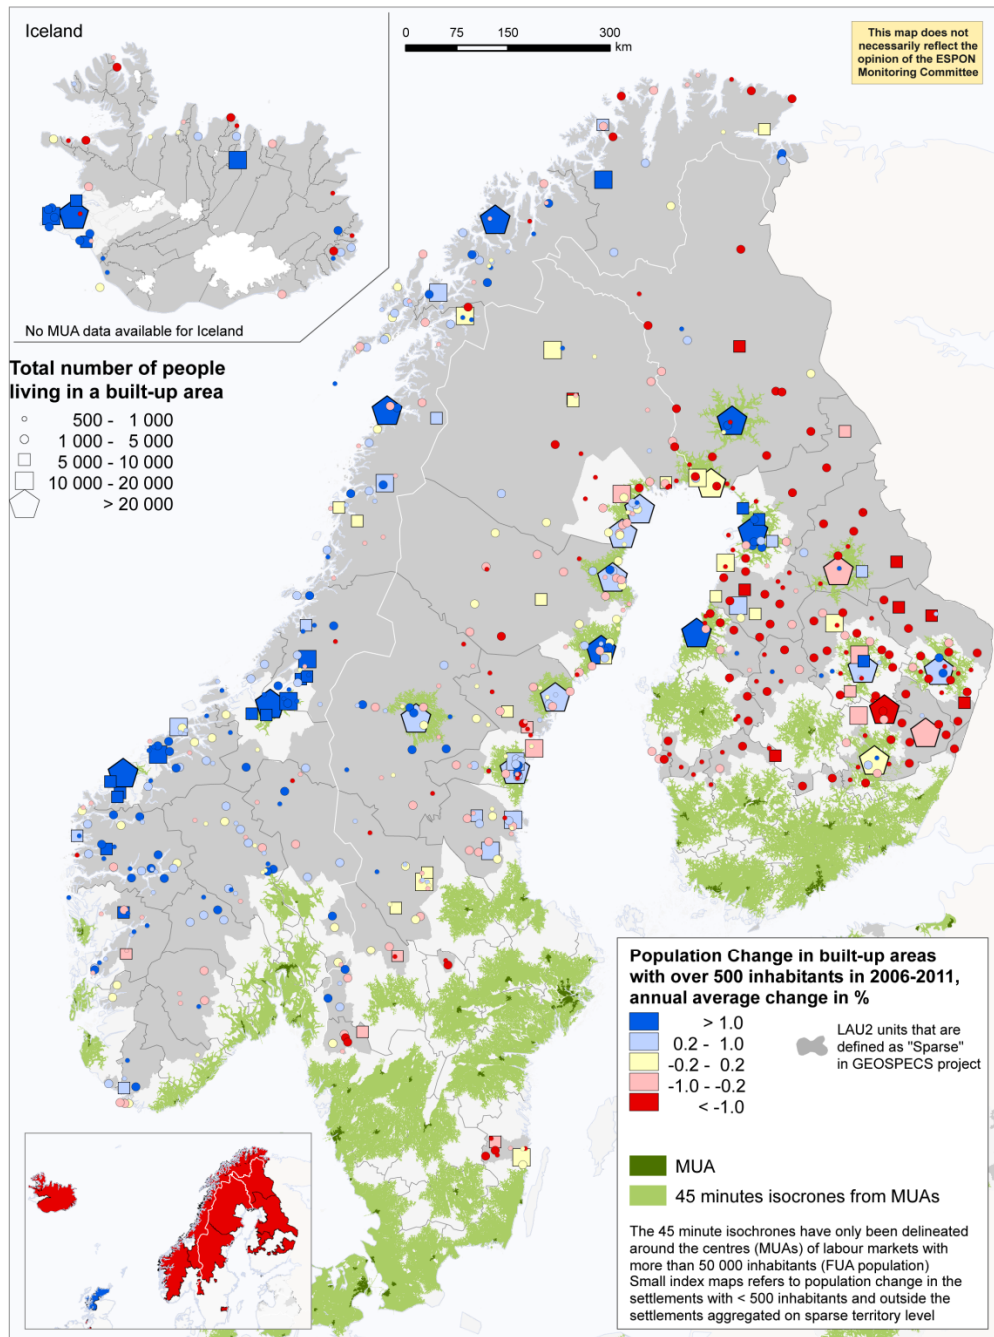 Iceland
0 75 150 300
km
This map does not
necessarily reflect the
opinion of the ESPON
Monitoring Committee
No MUA data available for Iceland
Total number of people
living in a built-up area
500 - 1 000
1 000 - 5 000
5 000 - 10 000
10 000 - 20 000
> 20 000
Population Change in built-up areas
with over 500 inhabitants in 2006-2011,
annual average change in %
> 1.0
0.2 - 1.0
-0.2 - 0.2
-1.0 - -0.2
< -1.0
LAU2 units that are
defined as "Sparse"
in GEOSPECS project
MUA
45 minutes isocrones from MUAs
The 45 minute isochrones have only been delineated
around the centres (MUAs) of labour markets with
more than 50 000 inhabitants (FUA population)
Small index maps refers to population change in the
settlements with < 500 inhabitants and outside the
settlements aggregated on sparse territory level